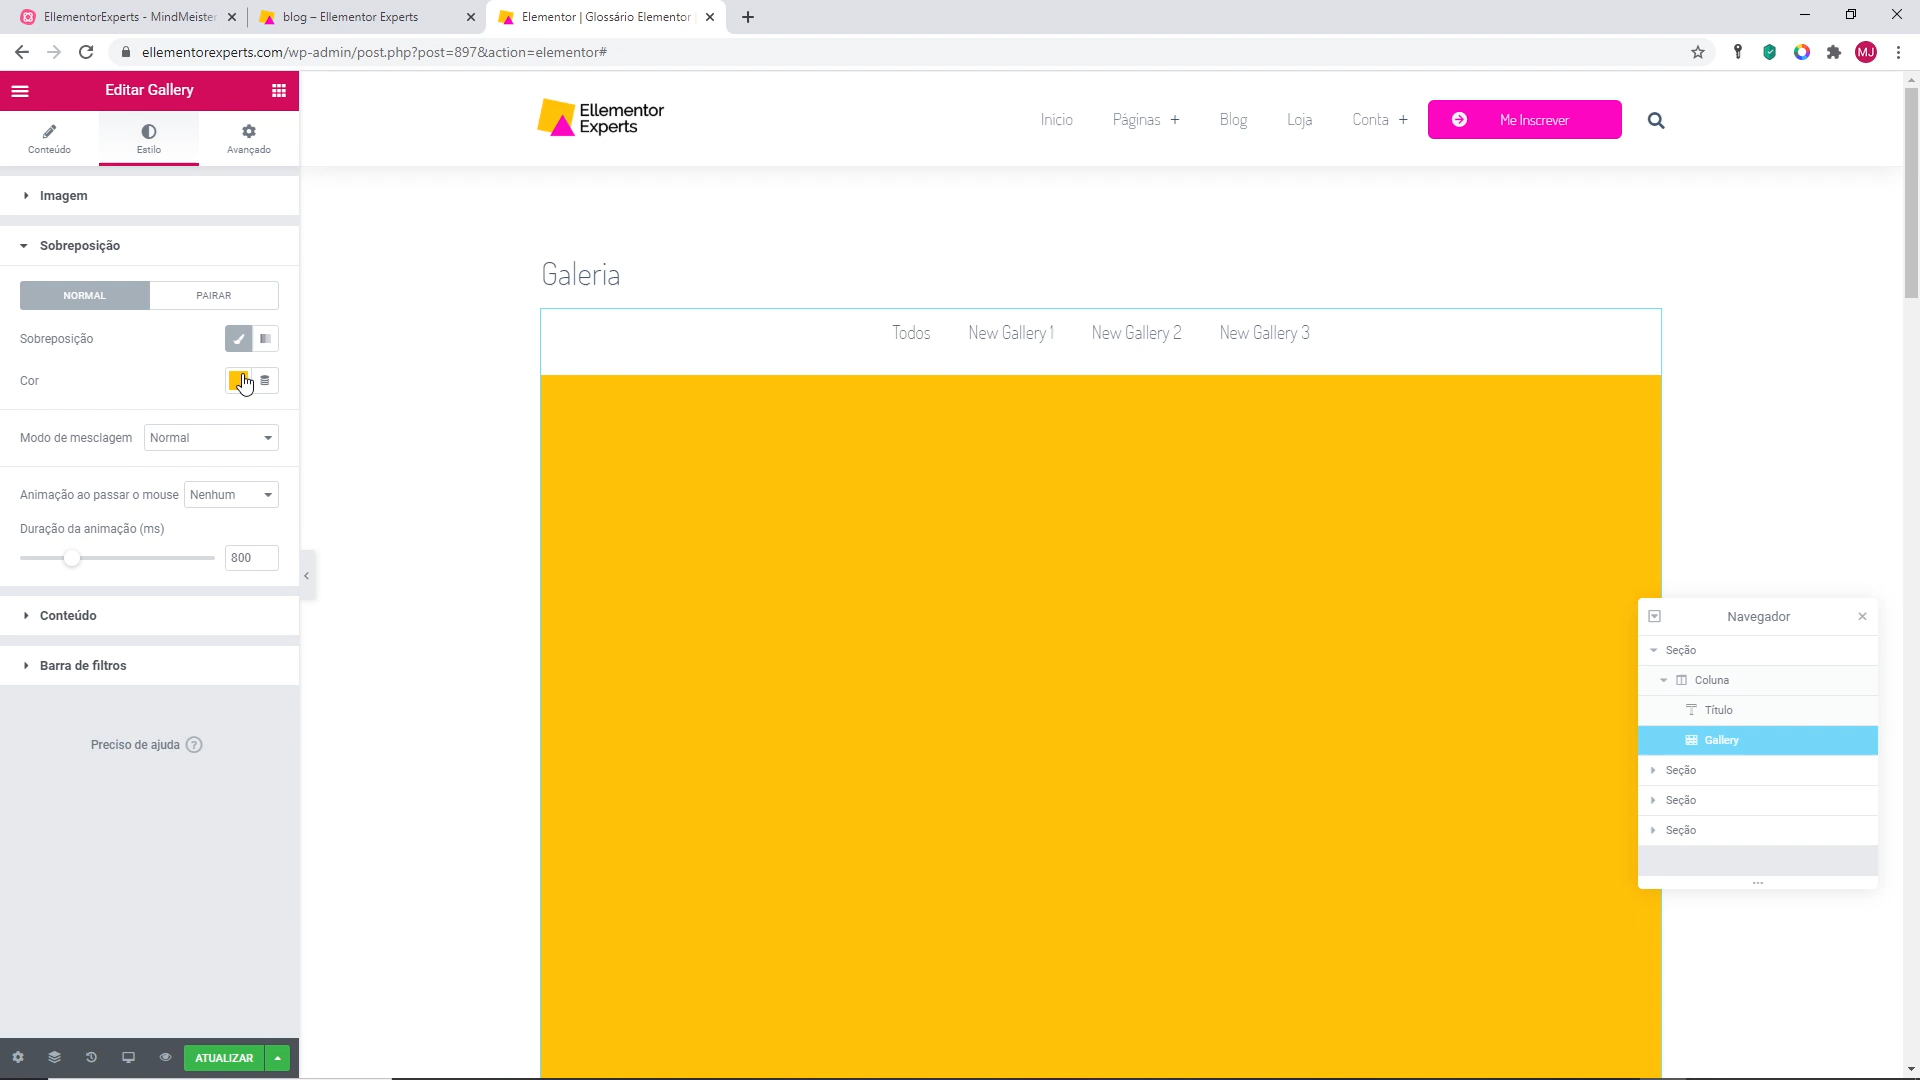 EllementorExperts - MindMeister
blog – Ellementor Experts
Elementor | Glossário Elementor
ellementorexperts.com/wp-admin/post.php?post=897&action=elementor#
MJ
Editar Gallery
Conteúdo
Estilo
Avançado
Imagem
Sobreposição
NORMAL
PAIRAR
Sobreposição
Cor
Modo de mesclagem
Normal
Animação ao passar o mouse
Nenhum
Duração da animação (ms)
800
Conteúdo
Barra de filtros
Preciso de ajuda ?
ATUALIZAR
Ellementor
Experts
Início
Páginas +
Blog
Loja
Conta +
Me Inscrever
Galeria
Todos
New Gallery 1
New Gallery 2
New Gallery 3
Navegador
Seção
Coluna
Título
Gallery
Seção
Seção
Seção